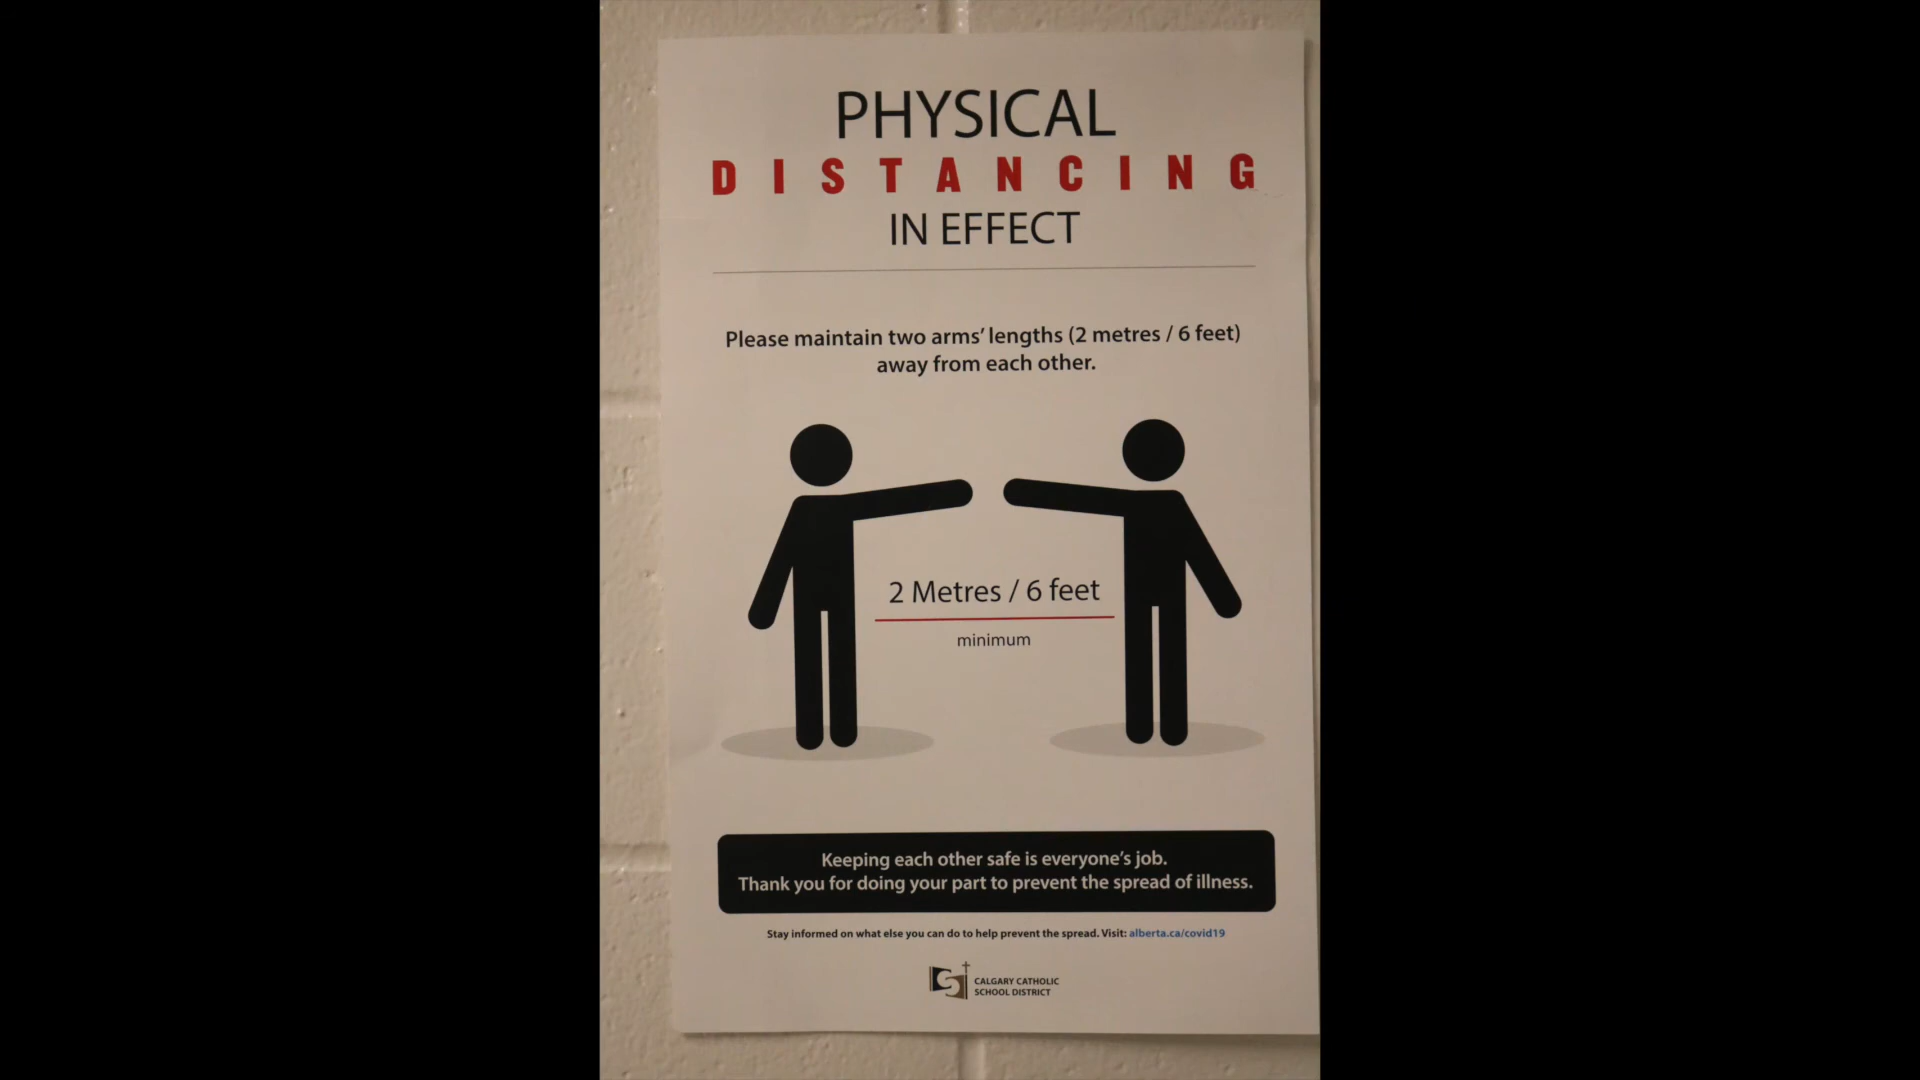 PHYSICAL
DISTANCING
IN EFFECT
Please maintain two arms' lengths (2 metres / 6 feet)
away from each other.
2 Metres / 6 feet
minimum
Keeping each other safe is everyone's job.
Thank you for doing your part to prevent the spread of illness.
Stay informed on what else you can do to help prevent the spread. Visit: alberta.ca/covid19
CALGARY CATHOLIC
SCHOOL DISTRICT